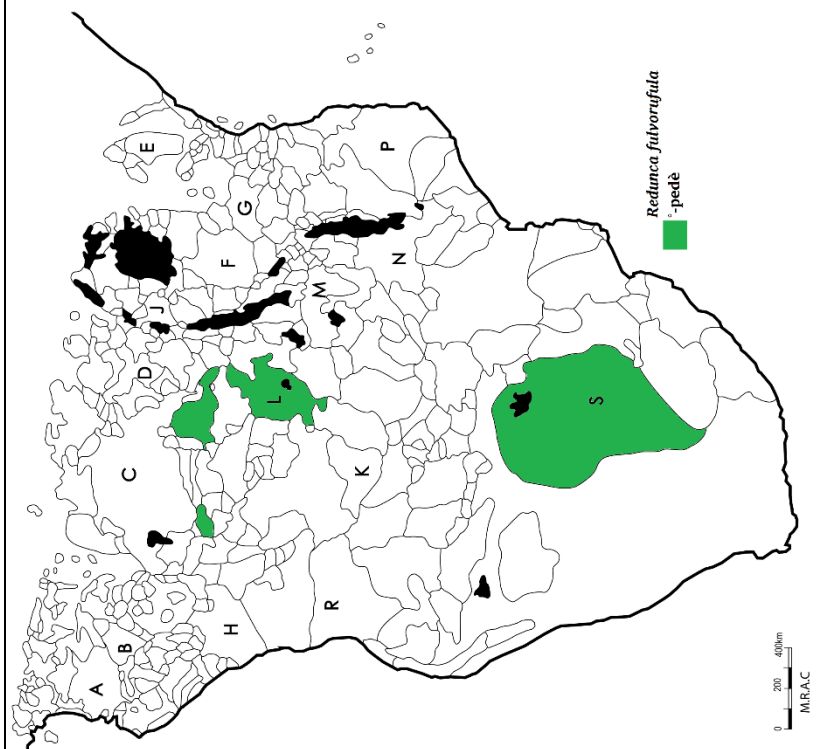 E
A
B
C
D
J
F
G
P
H
L
M
N
K
R
S
Redunca fulvorufula
°-pedè
0 200 400km
M.R.A.C